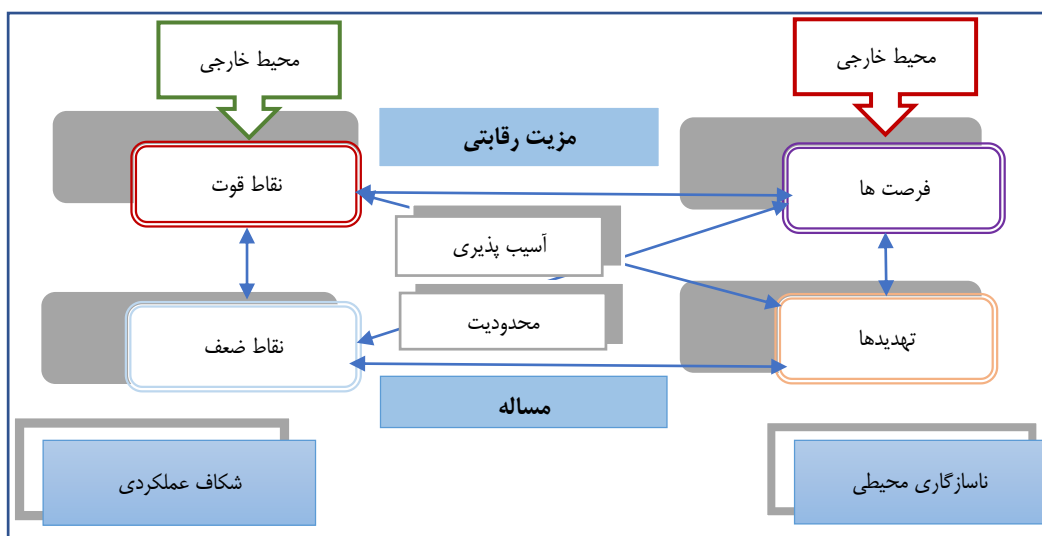 محیط خارجی
محیط خارجی
مزیت رقابتی
فرصت ها
نقاط قوت
آسیب پذیری
محدودیت
تهدیدها
نقاط ضعف
مساله
ناسازگاری محیطی
شکاف عملکردی